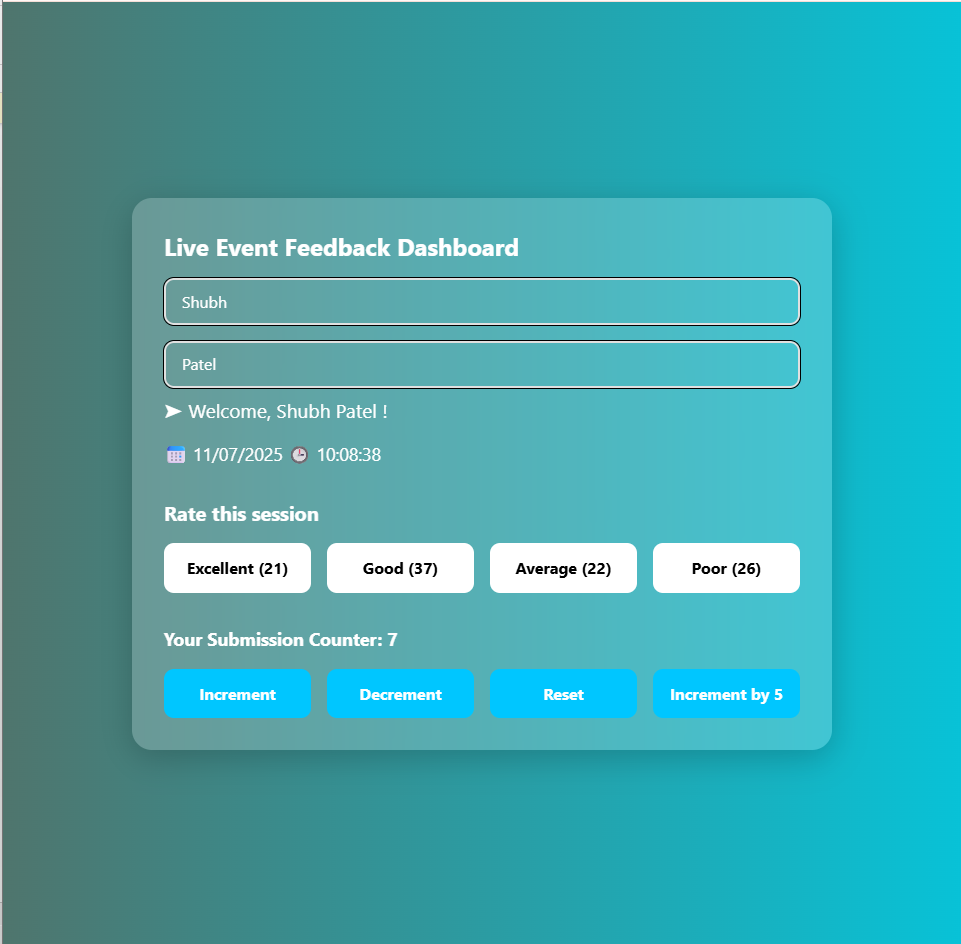 Live Event Feedback Dashboard
Shubh
Patel
➤ Welcome, Shubh Patel !
11/07/2025 10:08:38
Rate this session
Excellent (21) Good (37) Average (22) Poor (26)
Your Submission Counter: 7
Increment Decrement Reset Increment by 5